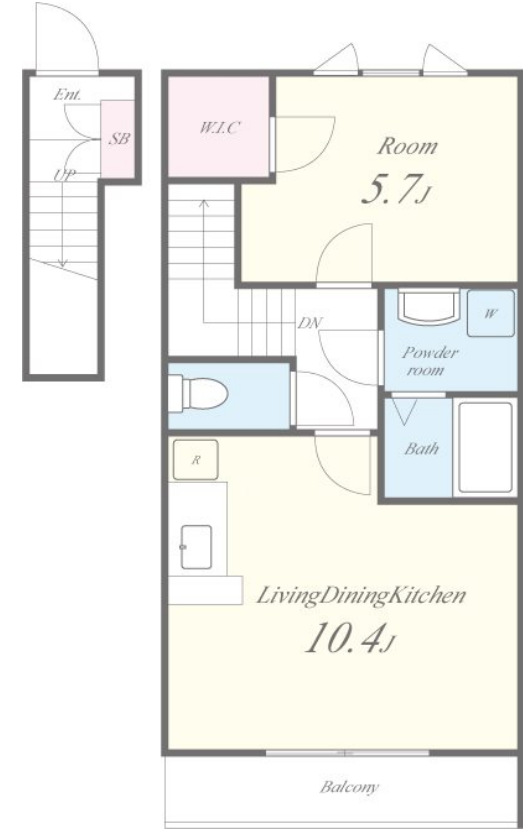 Ent.
SB
UP
W.I.C
Room
5.7J
DN
W
Powder
room
Bath
R
LivingDiningKitchen
10.4J
Balcony